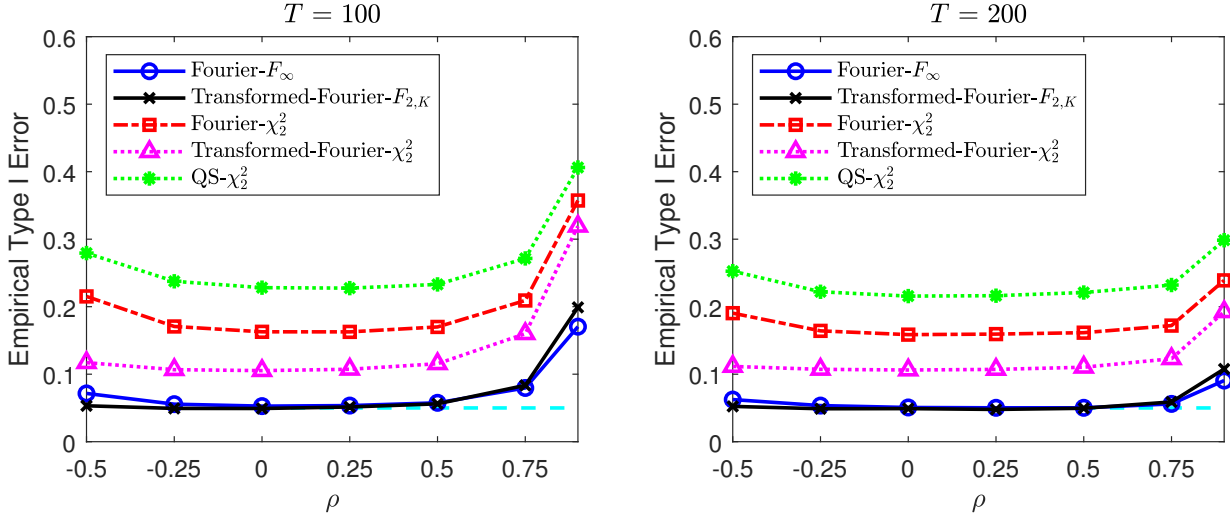 T = 100
Empirical Type I Error
0.6
0.5
0.4
0.3
0.2
0.1
0
Fourier-F∞
Transformed-Fourier-F2,K
Fourier-χ²₂
Transformed-Fourier-χ²₂
QS-χ²₂
-0.5 -0.25 0 0.25 0.5 0.75
ρ
T = 200
Empirical Type I Error
0.6
0.5
0.4
0.3
0.2
0.1
0
Fourier-F∞
Transformed-Fourier-F2,K
Fourier-χ²₂
Transformed-Fourier-χ²₂
QS-χ²₂
-0.5 -0.25 0 0.25 0.5 0.75
ρ